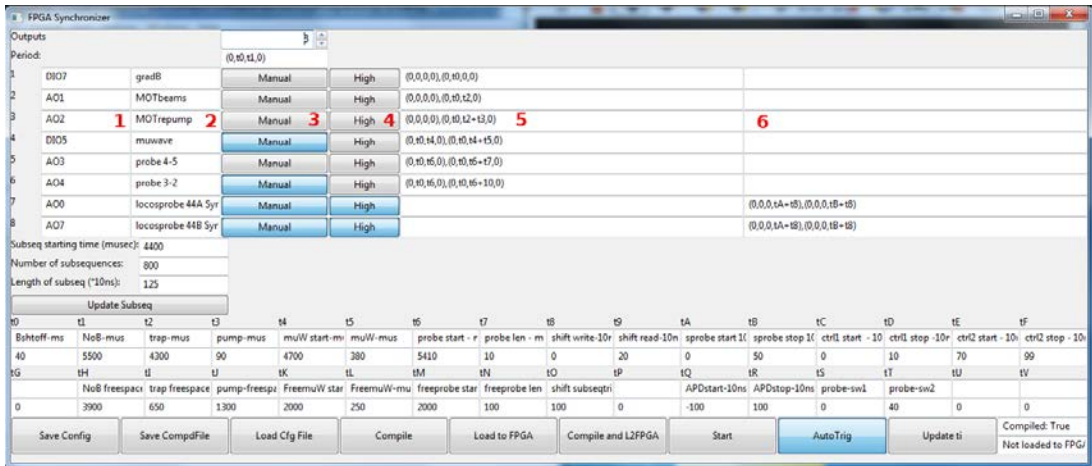 FPGA Synchronizer
Outputs
Period: (0,t0,t1,0)
1 DIO7 gradB Manual High (0,0,0,0),(0,t0,0,0)
2 AO1 MOTbeams Manual High (0,0,0,0),(0,t0,t2,0)
3 AO2 1 MOTrepump 2 Manual 3 High 4 (0,0,0,0),(0,t0,t2+t3,0) 5 6
4 DIO5 muwave Manual High (0,t0,t4,0),(0,t0,t4+t5,0)
5 AO3 probe 4-5 Manual High (0,t0,t6,0),(0,t0,t6+t7,0)
6 AO4 probe 3-2 Manual High (0,t0,t6,0),(0,t0,t6+10,0)
7 AO0 locosprobe 44A Syr Manual High (0,0,0,tA+t8),(0,0,0,tB+t8)
8 AO7 locosprobe 44B Syr Manual High (0,0,0,tA+t8),(0,0,0,tB+t8)
Subseq starting time (musec): 4400
Number of subsequences: 800
Length of subseq (*10ns): 125
Update Subseq
t0 t1 t2 t3 t4 t5 t6 t7 t8 t9 tA tB tC tD tE tF
Bshtoff-ms NoB-mus trap-mus pump-mus muW start-m muW-mus probe start - r probe len - m shift write-10r shift read-10n sprobe start 1( sprobe stop 1( ctrl1 start - 10 ctrl1 stop -10r ctrl2 start - 10 ctrl2 stop - 10
40 5500 4300 90 4700 380 5410 10 0 20 0 50 0 10 70 99
tG tH tI tJ tK tL tM tN tO tP tQ tR tS tT tU tV
NoB freespace trap freespace pump-freespa FreemuW star FreemuW-mu freeprobe star freeprobe len shift subseqtri APDstart-10ns APDstop-10ns probe-sw1 probe-sw2
0 3900 650 1300 2000 250 2000 100 100 0 -100 100 0 40 0 0
Save Config Save CompdFile Load Cfg File Compile Load to FPGA Compile and L2FPGA Start AutoTrig Update ti Compiled: True
Not loaded to FPGA